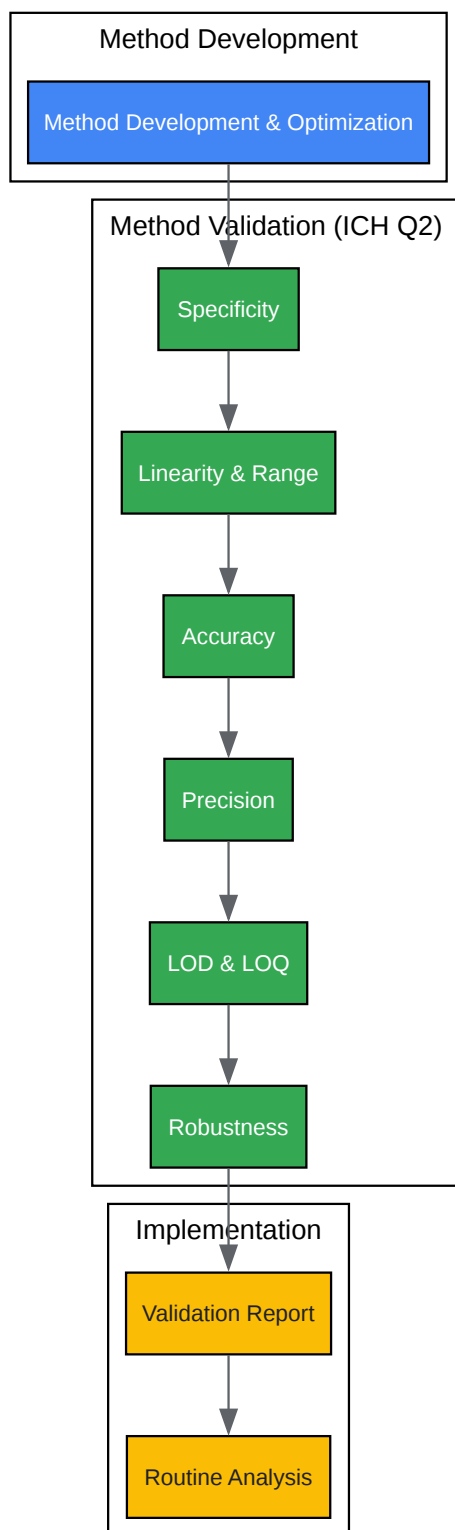 Method Development
Method Development & Optimization
Method Validation (ICH Q2)
Specificity
Linearity & Range
Accuracy
Precision
LOD & LOQ
Robustness
Implementation
Validation Report
Routine Analysis